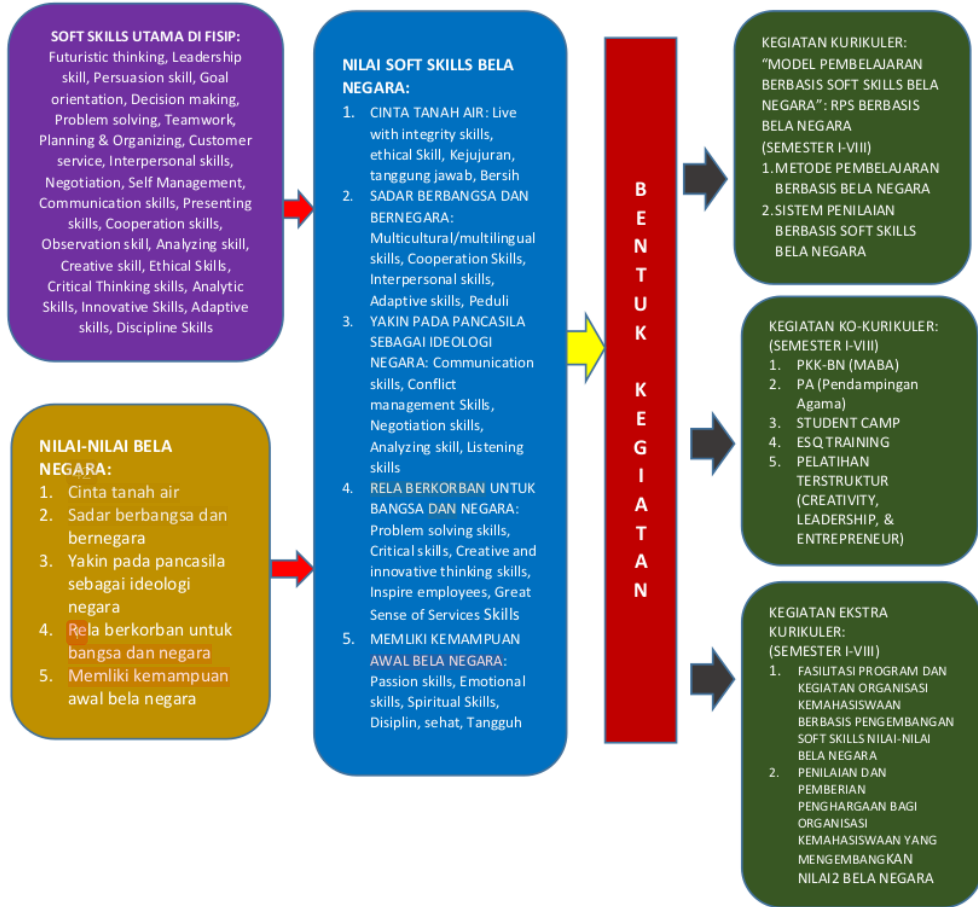 SOFT SKILLS UTAMA DI FISIP:
Futuristic thinking, Leadership
skill, Persuasion skill, Goal
orientation, Decision making,
Problem solving, Teamwork,
Planning & Organizing, Customer
service, Interpersonal skills,
Negotiation, Self Management,
Communication skills, Presenting
skills, Cooperation skills,
Observation skill, Analyzing skill,
Creative skill, Ethical Skills,
Critical Thinking skills, Analytic
Skills, Innovative Skills, Adaptive
skills, Discipline Skills
NILAI-NILAI BELA
NEGARA:
42
1. Cinta tanah air
2. Sadar berbangsa dan
bernegara
3. Yakin pada pancasila
sebagai ideologi
negara
4. Rela berkorban untuk
bangsa dan negara
5. Memliki kemampuan
awal bela negara
NILAI SOFT SKILLS BELA
NEGARA:
1. CINTA TANAH AIR: Live
with integrity skills,
ethical Skill, Kejujuran,
tanggung jawab, Bersih
2. SADAR BERBANGSA DAN
BERNEGARA:
Multicultural/multilingual
skills, Cooperation Skills,
Interpersonal skills,
Adaptive skills, Peduli
3. YAKIN PADA PANCASILA
SEBAGAI IDEOLOGI
NEGARA: Communication
skills, Conflict
management Skills,
Negotiation skills,
Analyzing skill, Listening
skills
4. RELA BERKORBAN UNTUK
BANGSA DAN NEGARA:
Problem solving skills,
Critical skills, Creative and
innovative thinking skills,
Inspire employees, Great
Sense of Services Skills
5. MEMLIKI KEMAMPUAN
AWAL BELA NEGARA:
Passion skills, Emotional
skills, Spiritual Skills,
Disiplin, sehat, Tangguh
BENTUK KEGIATAN
KEGIATAN KURIKULER:
“MODEL PEMBELAJARAN
BERBASIS SOFT SKILLS BELA
NEGARA”: RPS BERBASIS
BELA NEGARA
(SEMESTER I-VIII)
1. METODE PEMBELAJARAN
BERBASIS BELA NEGARA
2. SISTEM PENILAIAN
BERBASIS SOFT SKILLS
BELA NEGARA
KEGIATAN KO-KURIKULER:
(SEMESTER I-VIII)
1. PKK-BN (MABA)
2. PA (Pendampingan
Agama)
3. STUDENT CAMP
4. ESQ TRAINING
5. PELATIHAN
TERSTRUKTUR
(CREATIVITY,
LEADERSHIP, &
ENTREPRENEUR)
KEGIATAN EKSTRA
KURIKULER:
(SEMESTER I-VIII)
1. FASILITASI PROGRAM DAN
KEGIATAN ORGANISASI
KEMAHASISWAAN
BERBASIS PENGEMBANGAN
SOFT SKILLS NILAI-NILAI
BELA NEGARA
2. PENILAIAN DAN
PEMBERIAN
PENGHARGAAN BAGI
ORGANISASI
KEMAHASISWAAN YANG
MENGEMBANGKAN
NILAI2 BELA NEGARA